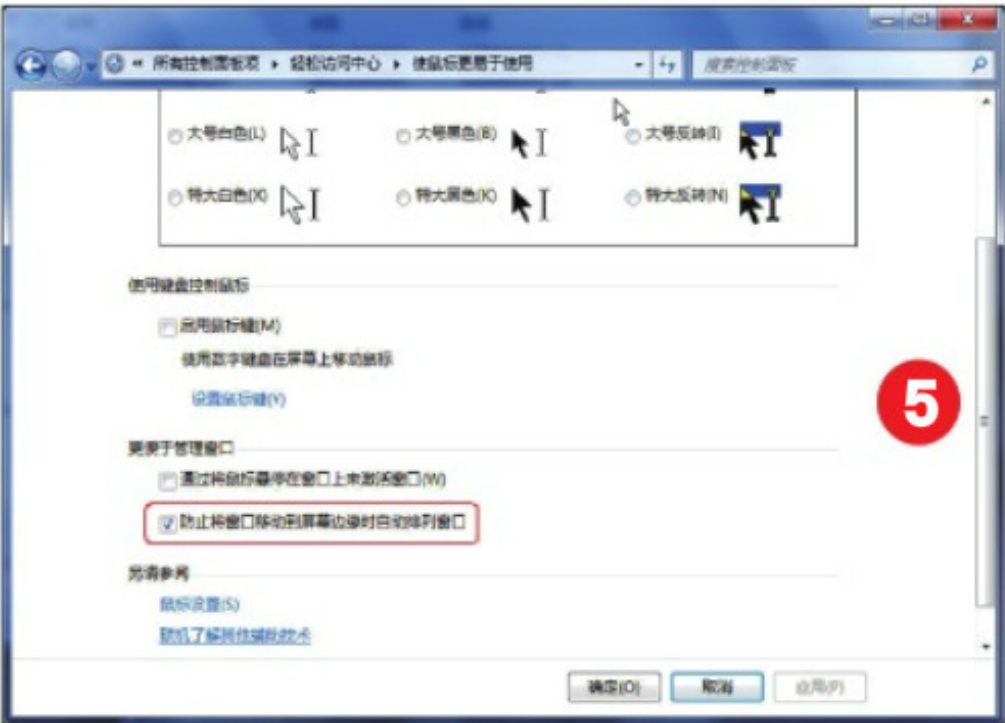 « 所有控制面板项 ▸ 轻松访问中心 ▸ 使鼠标更易于使用
搜索控制面板
大号白色(L) 大号黑色(B) 大号反转(I)
特大白色(X) 特大黑色(K) 特大反转(N)
使用键盘控制鼠标
启用鼠标键(M)
使用数字键盘在屏幕上移动鼠标
设置鼠标键(Y)
5
更便于管理窗口
通过将鼠标悬停在窗口上来激活窗口(W)
防止将窗口移动到屏幕边缘时自动排列窗口
另请参阅
鼠标设置(S)
联机了解其他辅助技术
确定(O) 取消 应用(P)